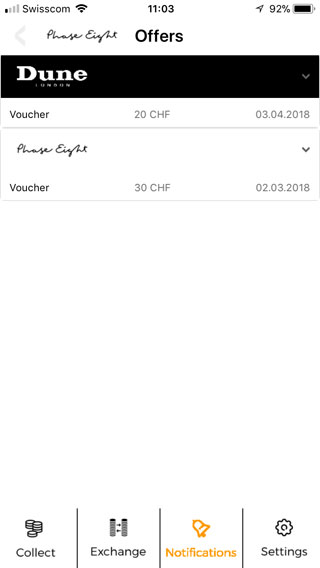 Swisscom 11:03 92%
Phase Eight Offers
Dune
LONDON
Voucher 20 CHF 03.04.2018
Phase Eight
Voucher 30 CHF 02.03.2018
Collect Exchange Notifications Settings